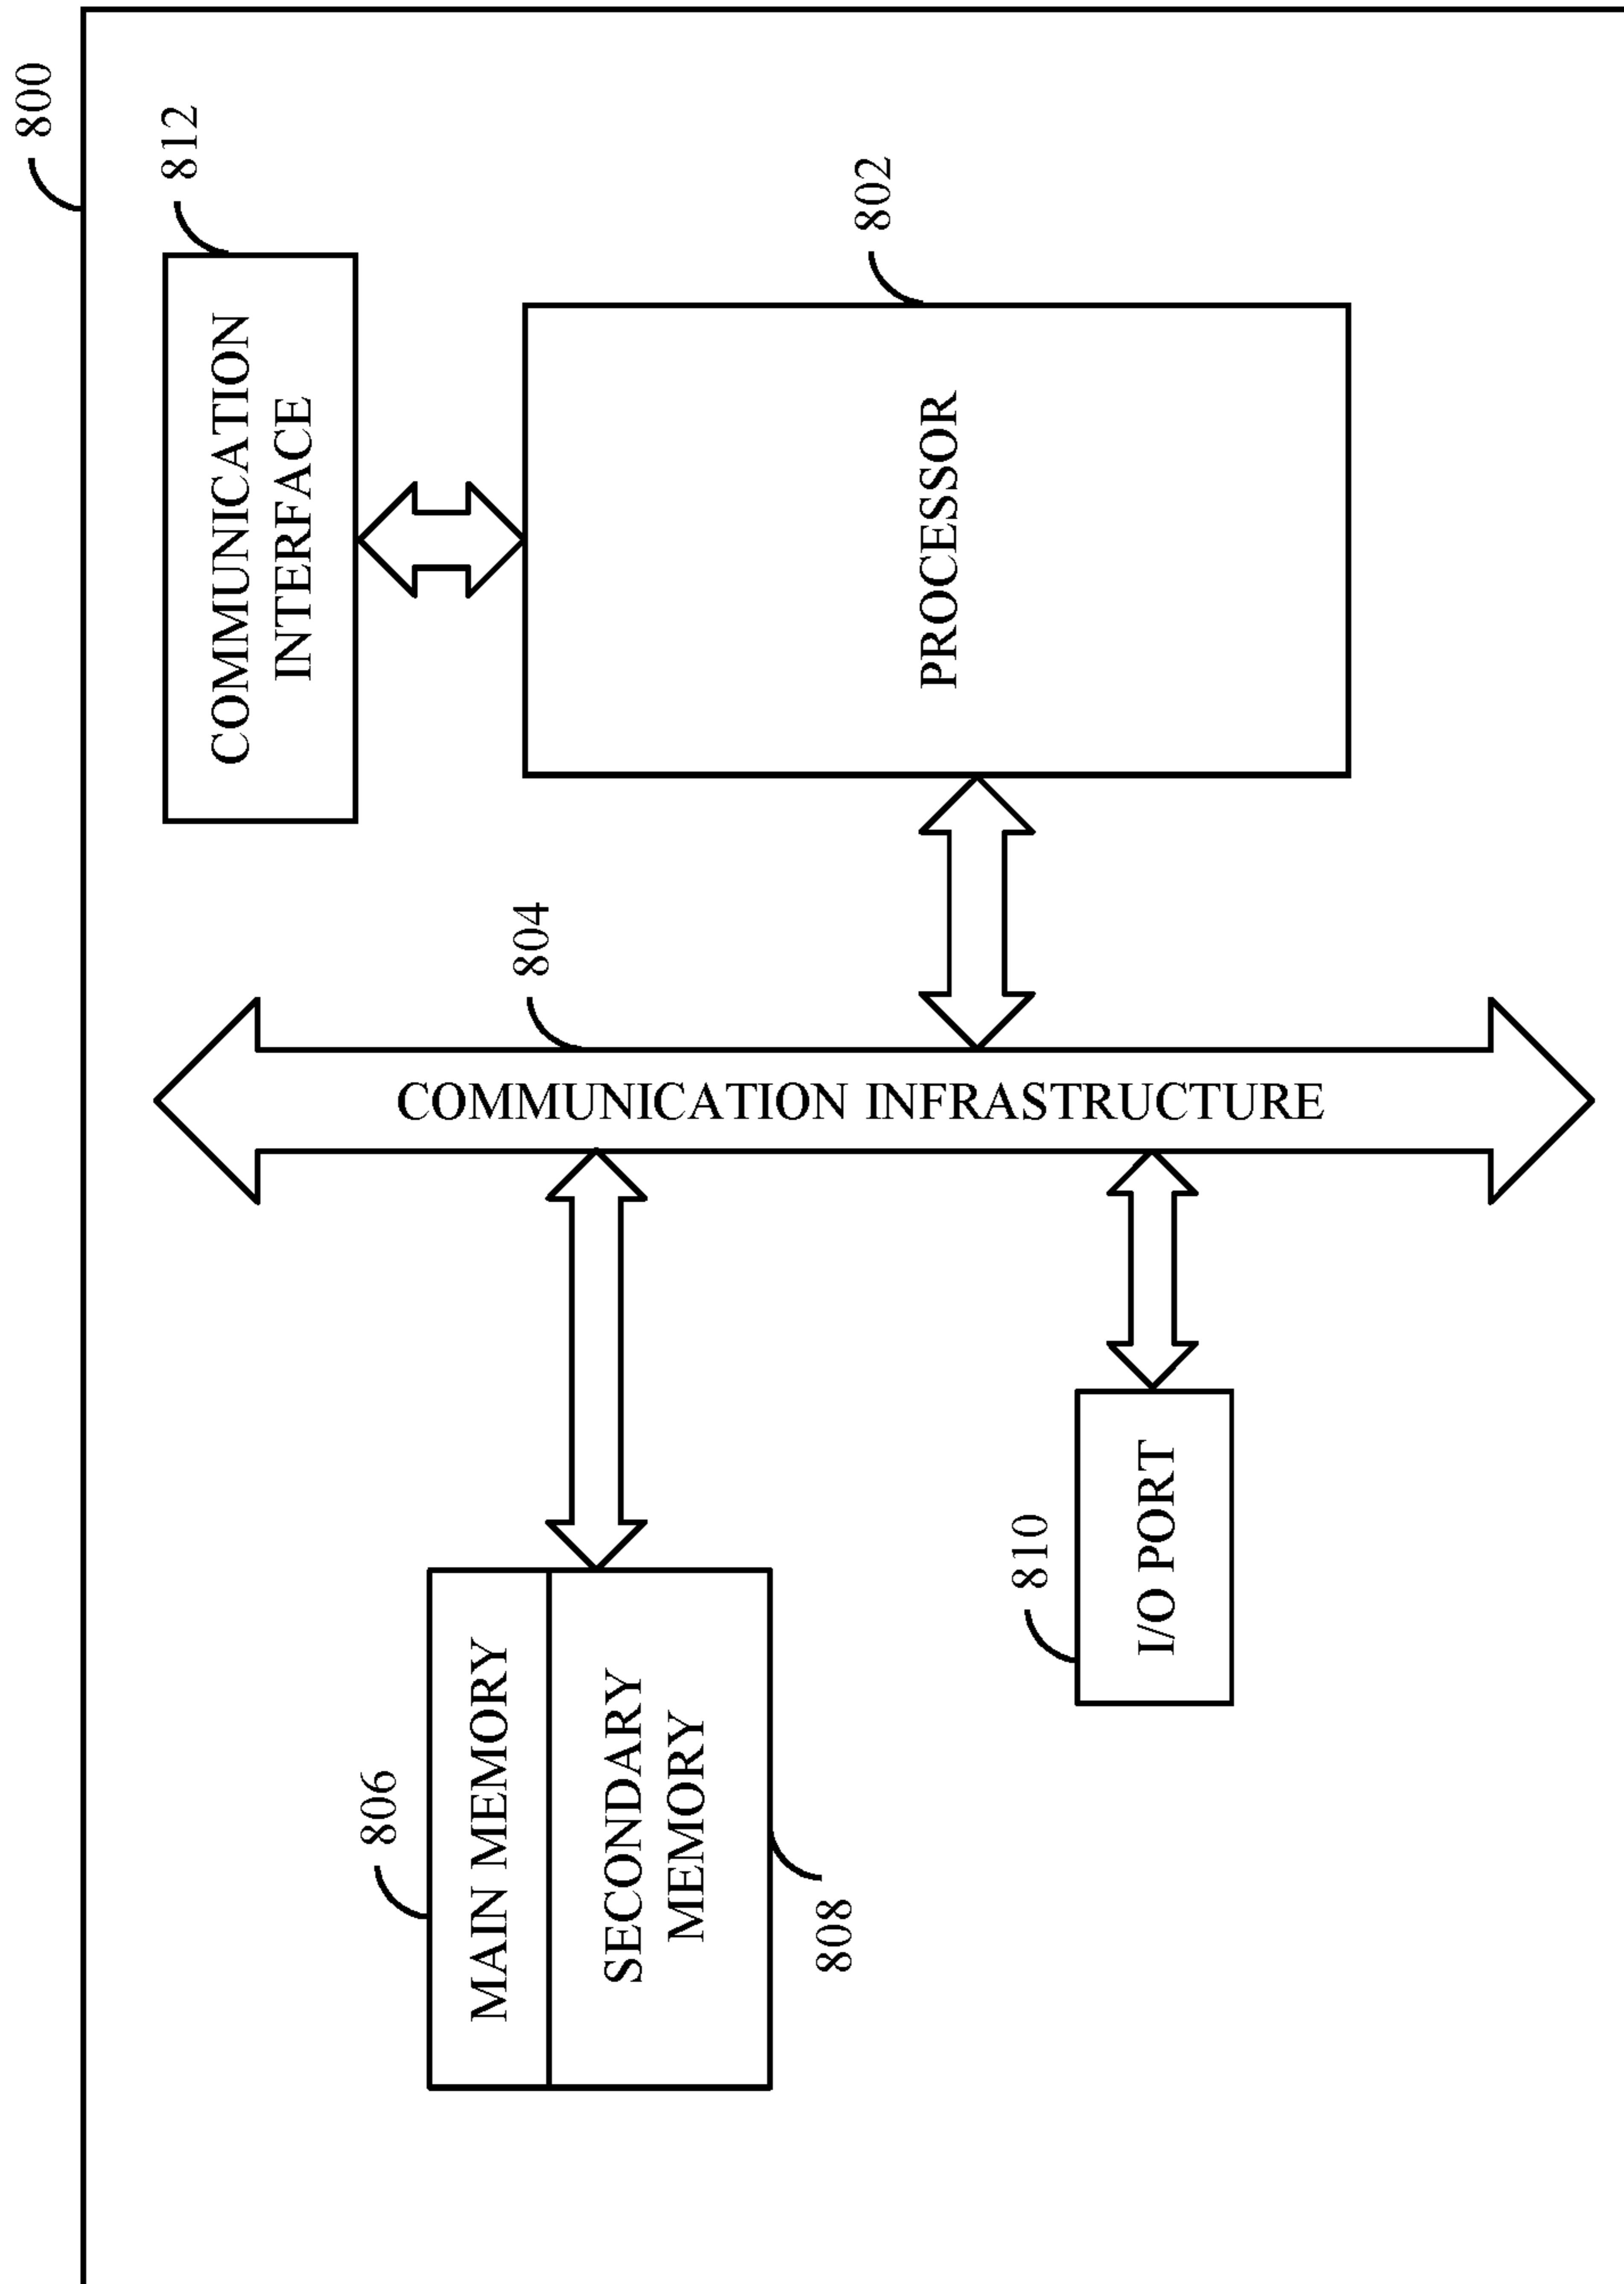 800
812
COMMUNICATION
INTERFACE
802
PROCESSOR
804
COMMUNICATION INFRASTRUCTURE
806
MAIN MEMORY
SECONDARY
MEMORY
808
810
I/O PORT